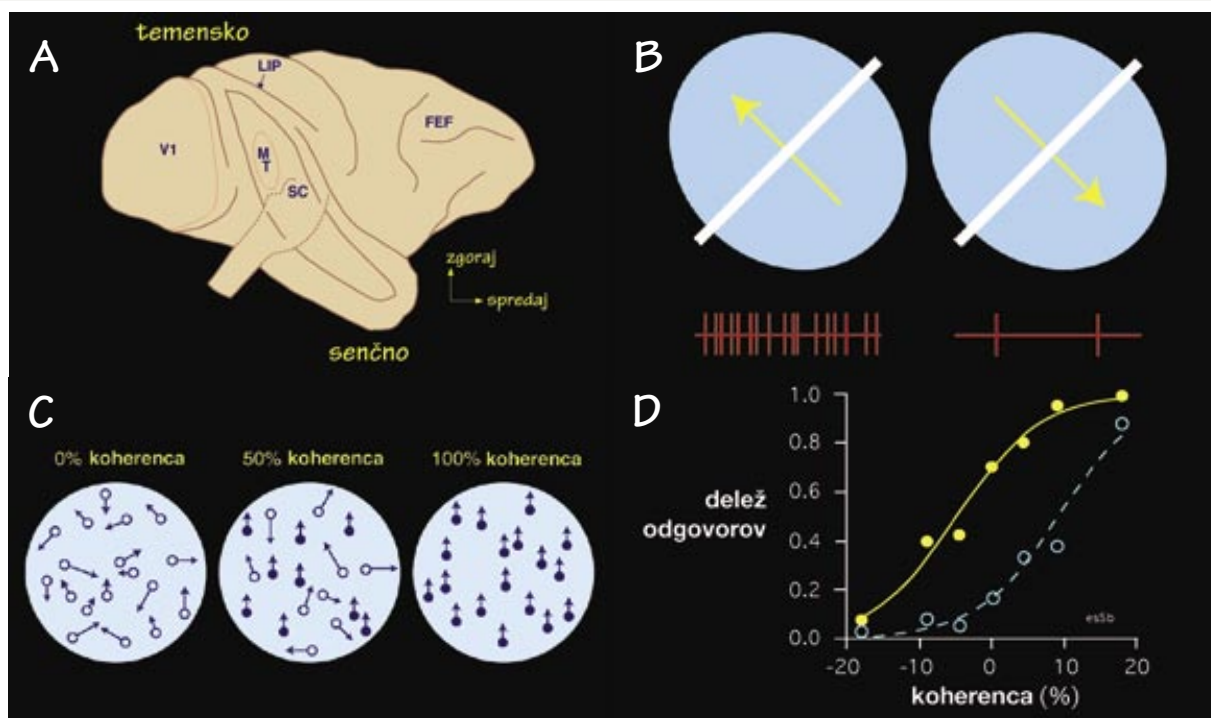 A
temensko
LIP
V1
M
T
SC
FEF
zgoraj
spredaj
senčno
B
C
0% koherenca
50% koherenca
100% koherenca
D
delež
odgovorov
1.0
0.8
0.6
0.4
0.2
0.0
es5b
-20
-10
0
10
20
koherenca (%)